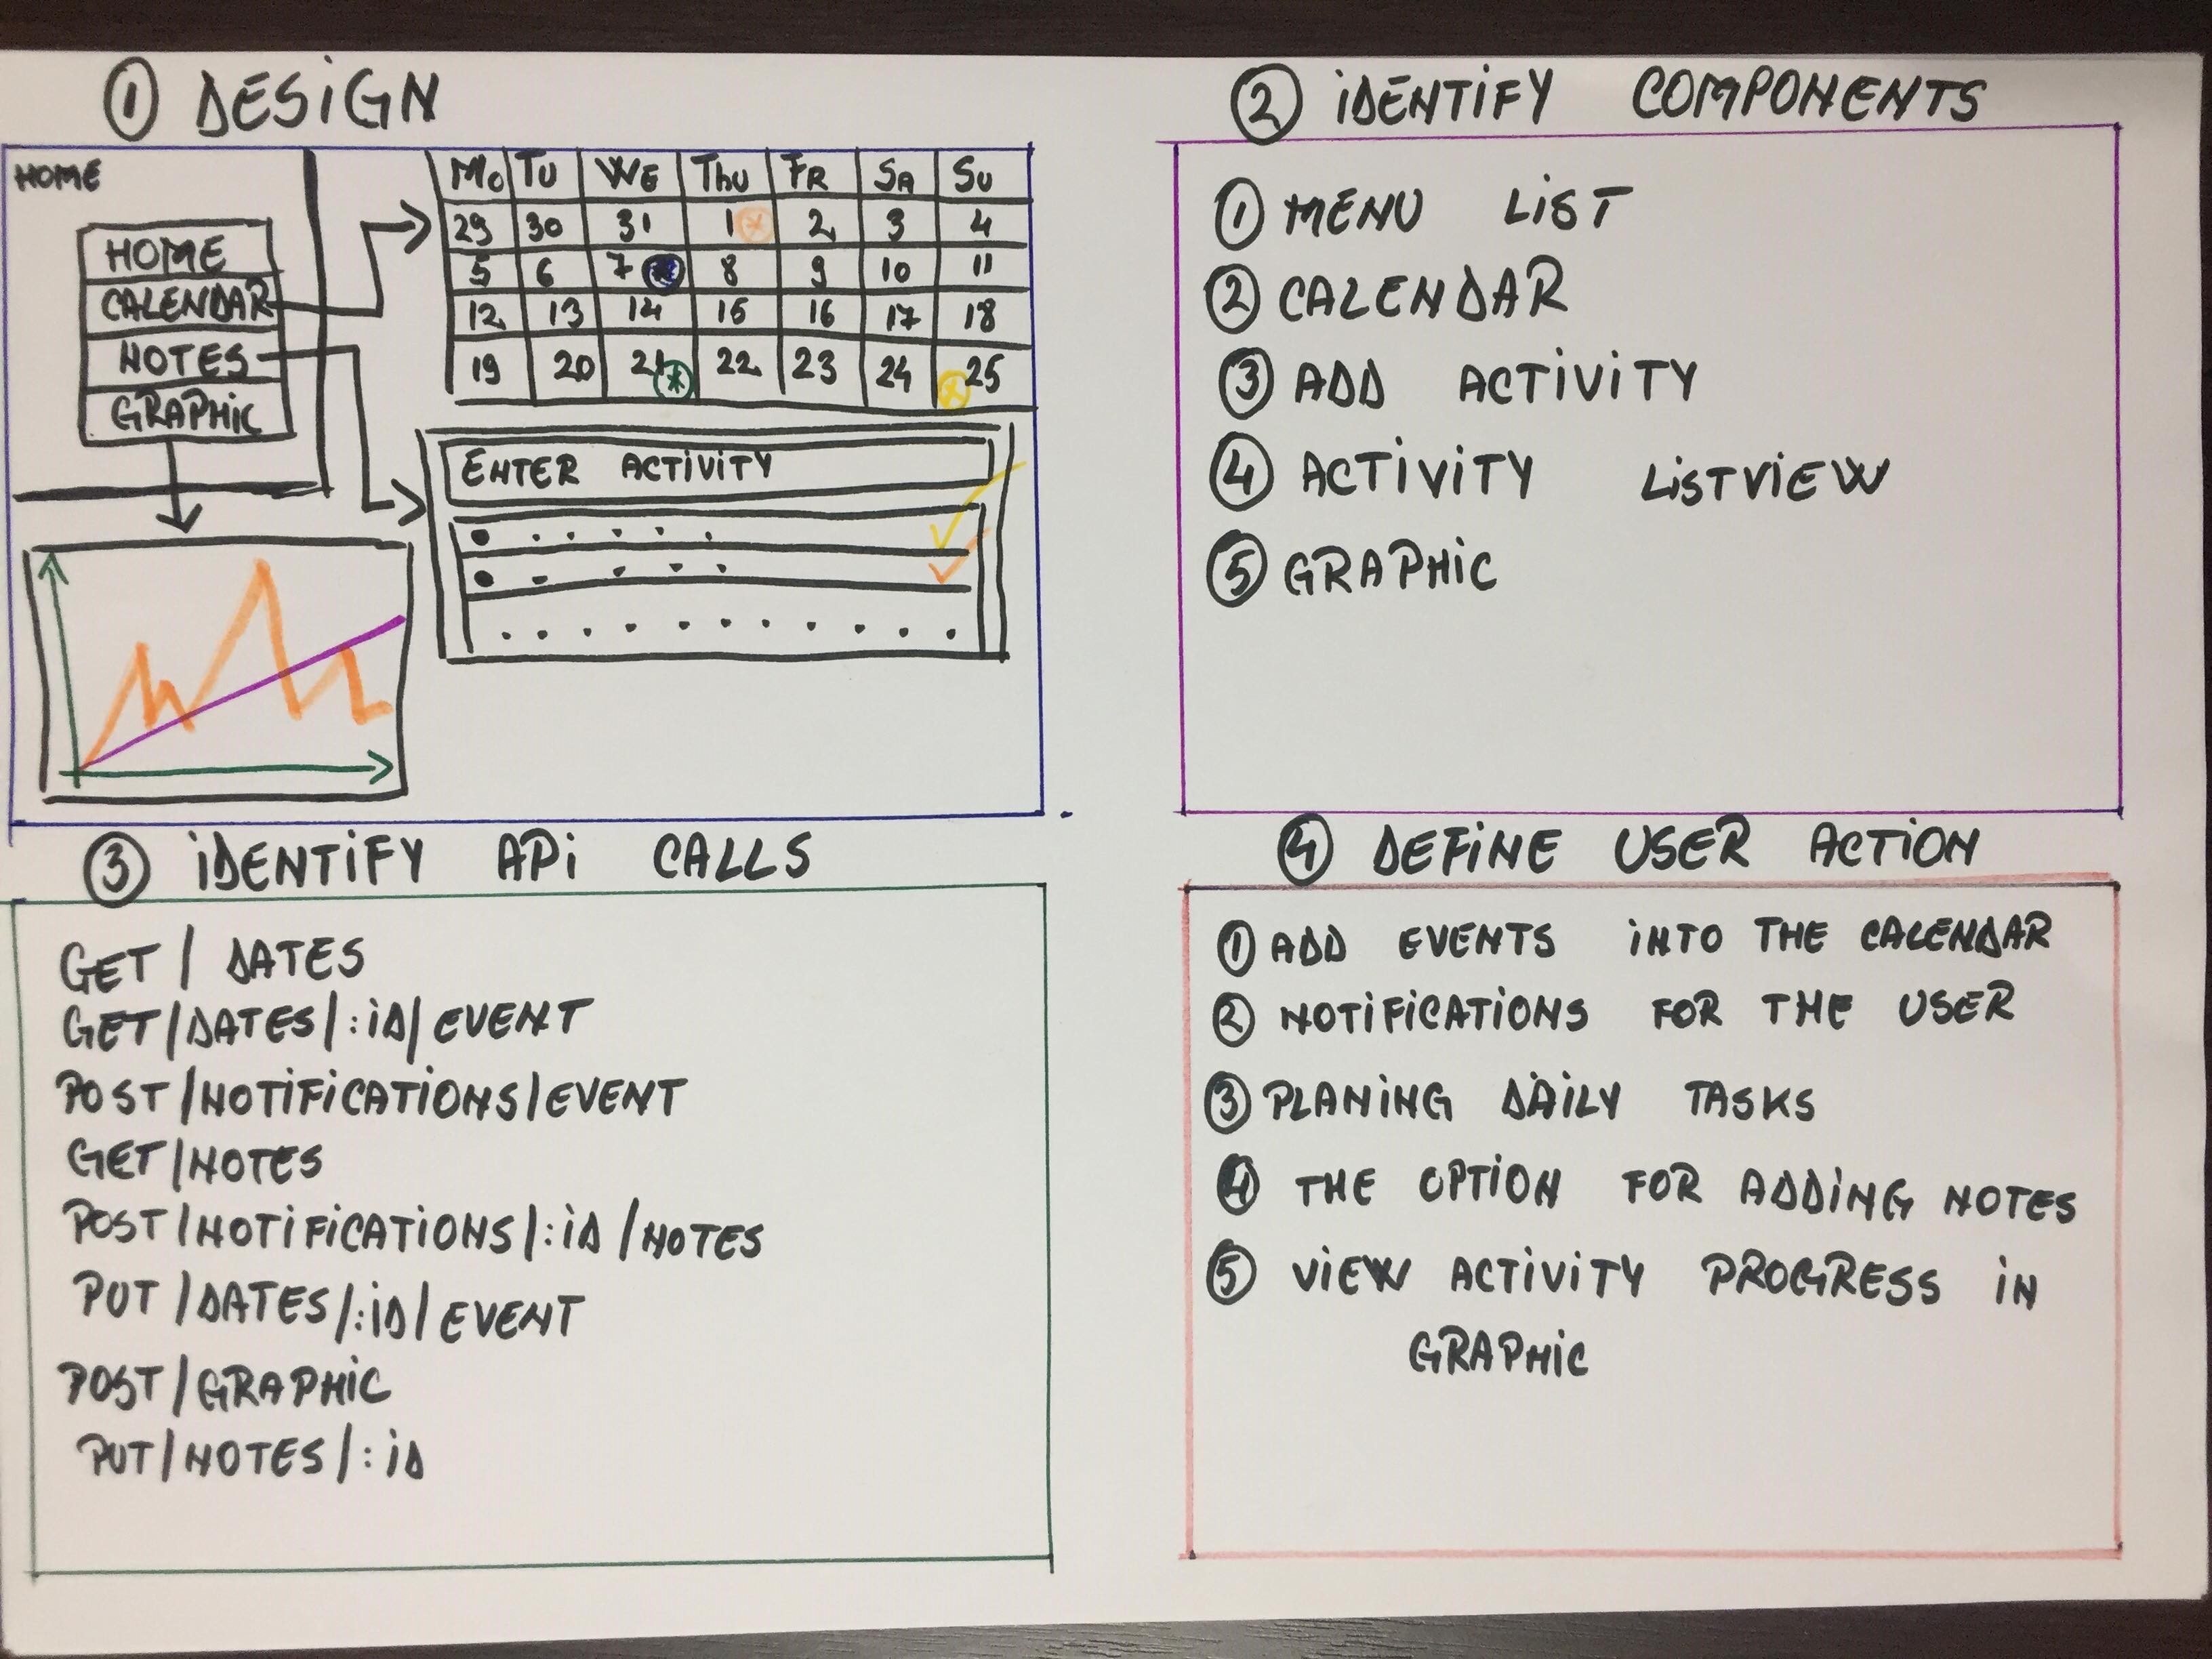 ① DESIGN
HOME
HOME
CALENDAR
NOTES
GRAPHIC
MO TU WE THU FR SA SU
29 30 31 1 2 3 4
5 6 7 8 9 10 11
12 13 14 15 16 17 18
19 20 21 22 23 24 25
ENTER ACTIVITY
② IDENTIFY COMPONENTS
① MENU LIST
② CALENDAR
③ ADD ACTIVITY
④ ACTIVITY LISTVIEW
⑤ GRAPHIC
③ IDENTIFY API CALLS
GET / DATES
GET/DATES/:ID/EVENT
POST/NOTIFICATIONS/EVENT
GET/NOTES
POST/NOTIFICATIONS/:ID/NOTES
PUT/DATES/:ID/EVENT
POST/GRAPHIC
PUT/NOTES/:ID
④ DEFINE USER ACTION
① ADD EVENTS INTO THE CALENDAR
② NOTIFICATIONS FOR THE USER
③ PLANING DAILY TASKS
④ THE OPTION FOR ADDING NOTES
⑤ VIEW ACTIVITY PROGRESS IN
GRAPHIC